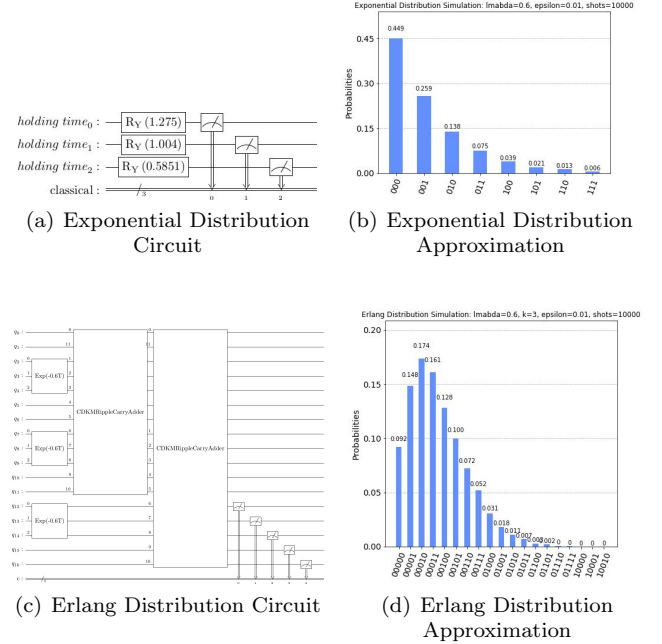 Exponential Distribution Simulation: lmabda=0.6, epsilon=0.01, shots=10000
Probabilities
0.45
0.30
0.15
0.00
0.449
0.259
0.138
0.075
0.039
0.021
0.013
0.006
000
001
010
011
100
101
110
111
holding time0 :
holding time1 :
holding time2 :
classical :
RY (1.275)
RY (1.004)
RY (0.5851)
3
0
1
2
(a) Exponential Distribution
Circuit
(b) Exponential Distribution
Approximation
Exp(-0.6T)
Exp(-0.6T)
Exp(-0.6T)
CDKMRippleCarryAdder
CDKMRippleCarryAdder
Erlang Distribution Simulation: lmabda=0.6, k=3, epsilon=0.01, shots=10000
Probabilities
0.20
0.15
0.10
0.05
0.00
0.092
0.148
0.174
0.161
0.128
0.100
0.072
0.052
0.031
0.018
0.011
0.007
0.002
0
0
0
0
0
00000
00001
00010
00011
00100
00101
00110
00111
01000
01001
01010
01011
01100
01101
01110
01111
10000
10001
10010
(c) Erlang Distribution Circuit
(d) Erlang Distribution
Approximation